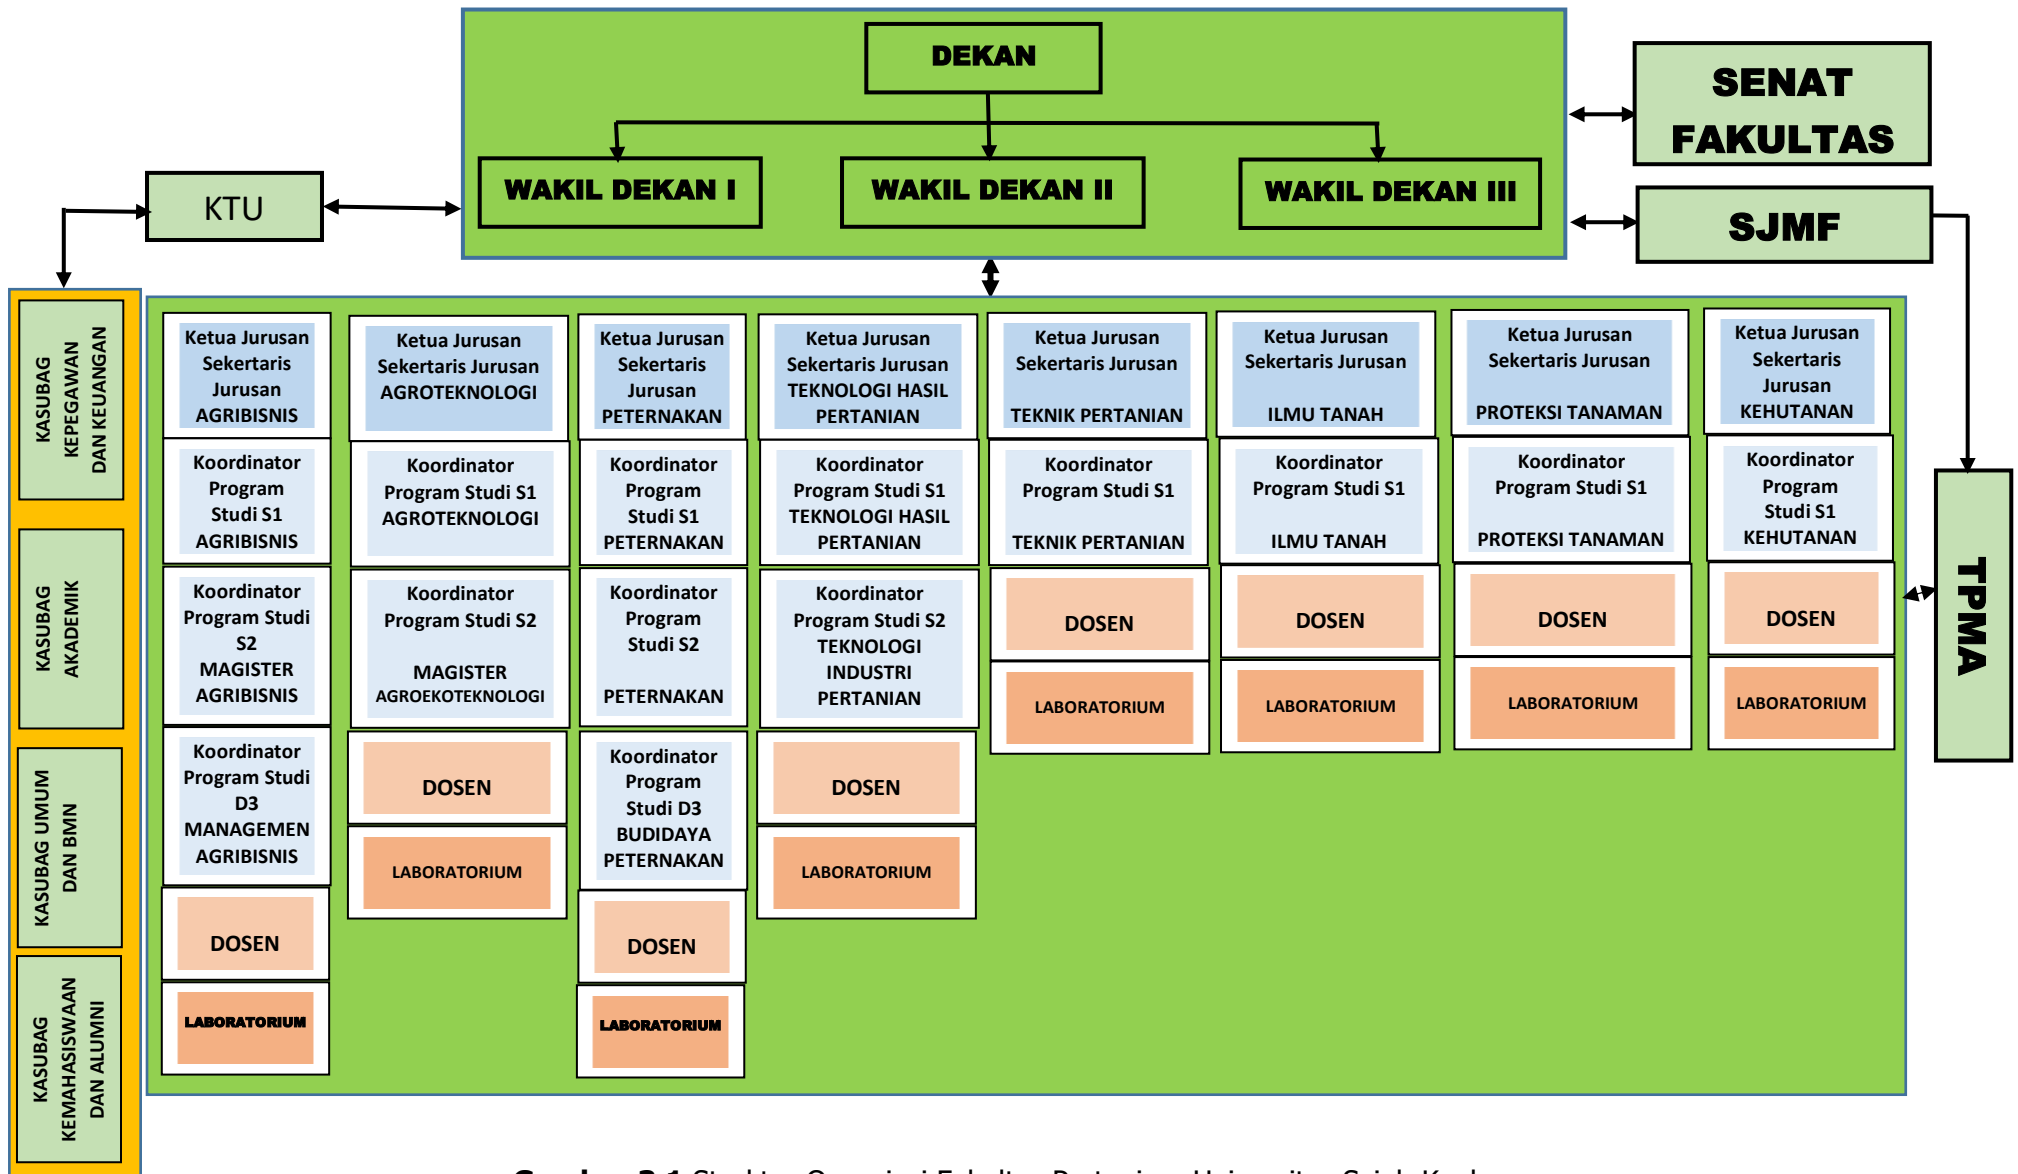 DEKAN
WAKIL DEKAN I
WAKIL DEKAN II
WAKIL DEKAN III
SENAT
FAKULTAS
SJMF
KTU
KASUBAG
KEPEGAWAN
DAN KEUANGAN
KASUBAG
AKADEMIK
KASUBAG UMUM
DAN BMN
KASUBAG
KEMAHASISWAAN
DAN ALUMNI
Ketua Jurusan
Sekertaris
Jurusan
AGRIBISNIS
Koordinator
Program
Studi S1
AGRIBISNIS
Koordinator
Program Studi
S2
MAGISTER
AGRIBISNIS
Koordinator
Program Studi
D3
MANAGEMEN
AGRIBISNIS
DOSEN
LABORATORIUM
Ketua Jurusan
Sekertaris Jurusan
AGROTEKNOLOGI
Koordinator
Program Studi S1
AGROTEKNOLOGI
Koordinator
Program Studi S2
MAGISTER
AGROEKOTEKNOLOGI
DOSEN
LABORATORIUM
Ketua Jurusan
Sekertaris
Jurusan
PETERNAKAN
Koordinator
Program
Studi S1
PETERNAKAN
Koordinator
Program
Studi S2
PETERNAKAN
Koordinator
Program
Studi D3
BUDIDAYA
PETERNAKAN
DOSEN
LABORATORIUM
Ketua Jurusan
Sekertaris Jurusan
TEKNOLOGI HASIL
PERTANIAN
Koordinator
Program Studi S1
TEKNOLOGI HASIL
PERTANIAN
Koordinator
Program Studi S2
TEKNOLOGI
INDUSTRI
PERTANIAN
DOSEN
LABORATORIUM
Ketua Jurusan
Sekertaris Jurusan
TEKNIK PERTANIAN
Koordinator
Program Studi S1
TEKNIK PERTANIAN
DOSEN
LABORATORIUM
Ketua Jurusan
Sekertaris Jurusan
ILMU TANAH
Koordinator
Program Studi S1
ILMU TANAH
DOSEN
LABORATORIUM
Ketua Jurusan
Sekertaris Jurusan
PROTEKSI TANAMAN
Koordinator
Program Studi S1
PROTEKSI TANAMAN
DOSEN
LABORATORIUM
Ketua Jurusan
Sekertaris
Jurusan
KEHUTANAN
Koordinator
Program
Studi S1
KEHUTANAN
DOSEN
LABORATORIUM
TPMA